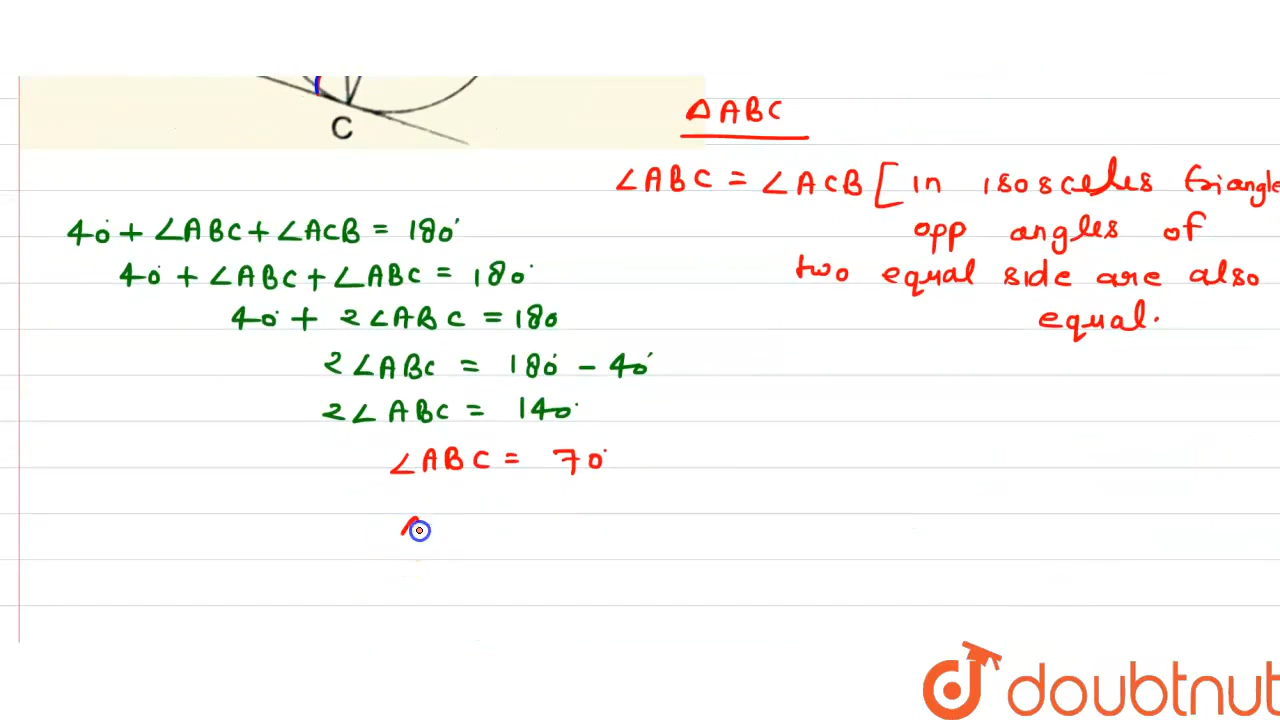 C
△ABC
∠ABC = ∠ACB [in isosceles triangle
opp angles of
two equal side are also
equal.
40° + ∠ABC + ∠ACB = 180°
40° + ∠ABC + ∠ABC = 180°
40° + 2∠ABC = 180
2∠ABC = 180° - 40°
2∠ABC = 140°
∠ABC = 70°
doubtnut